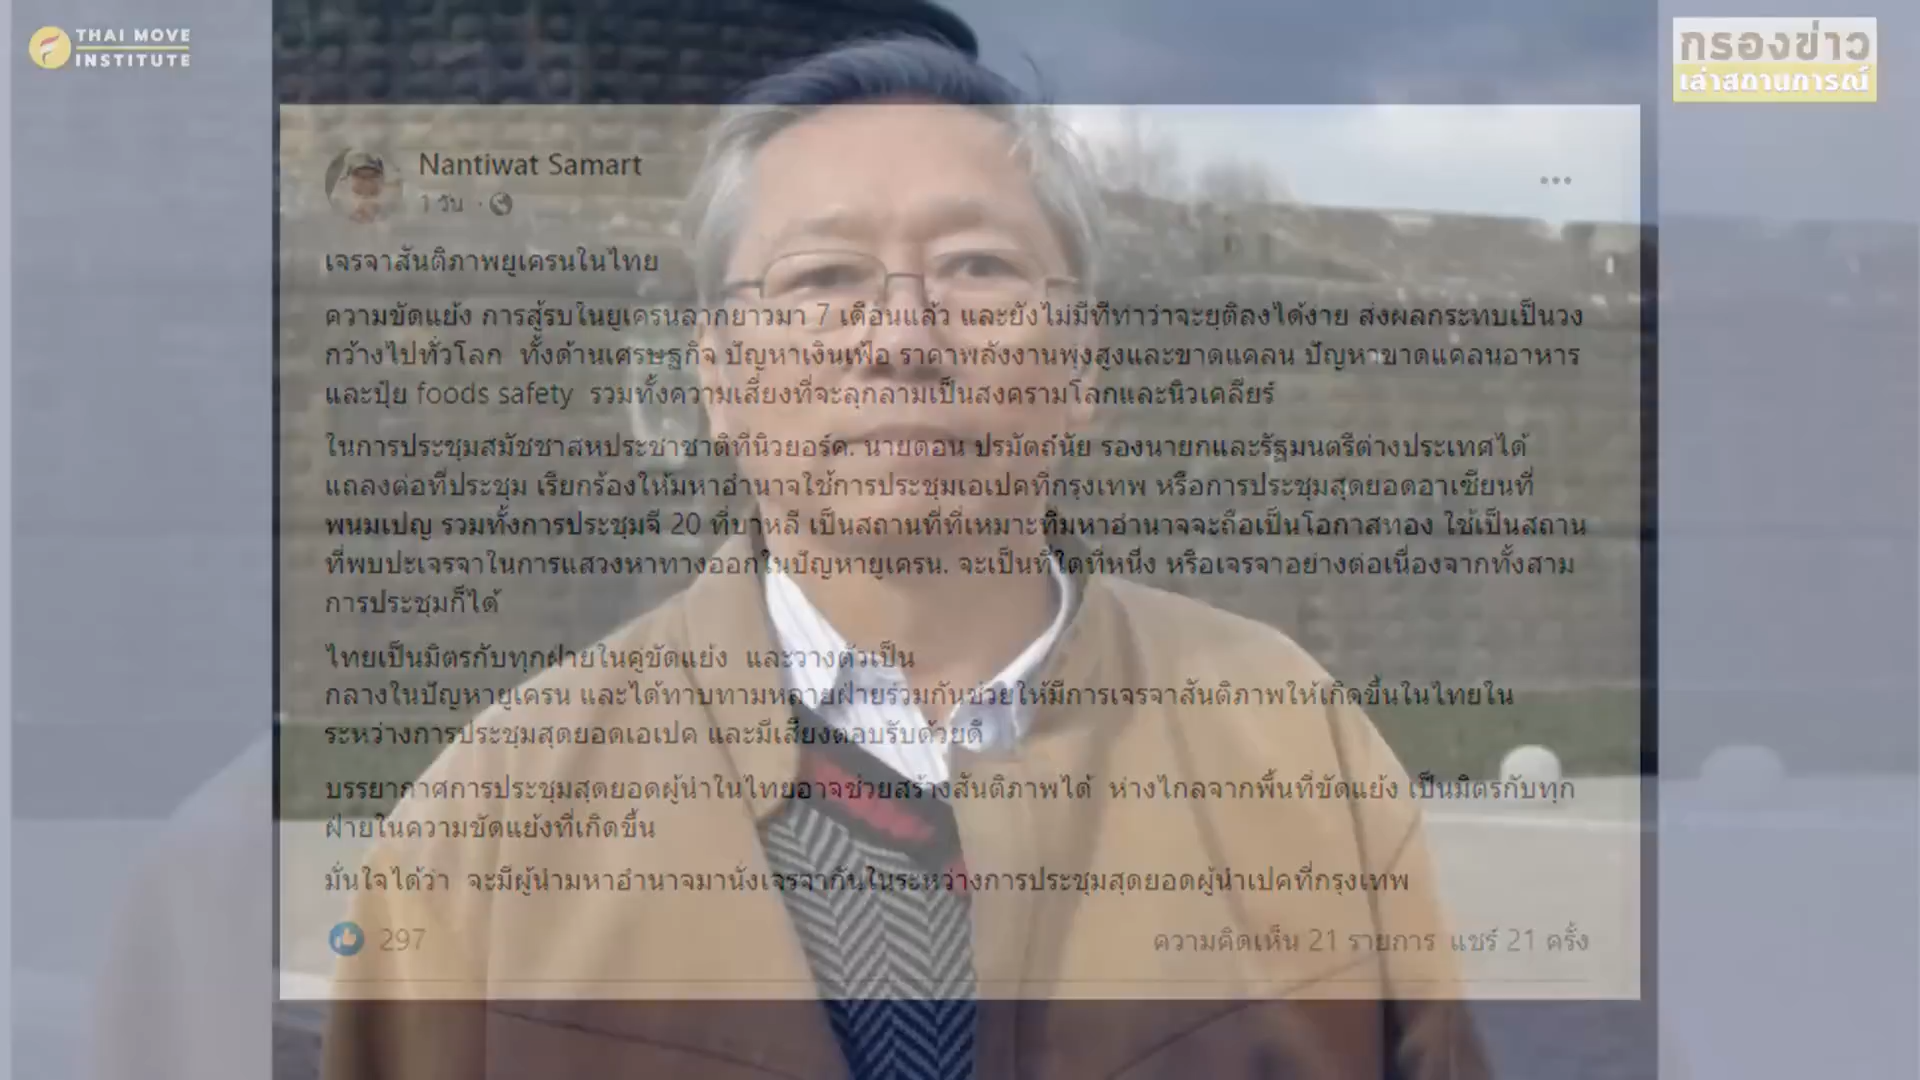 THAI MOVE
INSTITUTE
กรองข่าว
เล่าสถานการณ์
Nantiwat Samart
1 วัน ·
เจรจาสันติภาพยูเครนในไทย
ความขัดแย้ง การสู้รบในยูเครนลากยาวมา 7 เดือนแล้ว และยังไม่มีทีท่าว่าจะยุติลงได้ง่าย ส่งผลกระทบเป็นวง
กว้างไปทั่วโลก ทั้งด้านเศรษฐกิจ ปัญหาเงินเฟ้อ ราคาพลังงานพุ่งสูงและขาดแคลน ปัญหาขาดแคลนอาหาร
และปุ๋ย foods safety รวมทั้งความเสี่ยงที่จะลุกลามเป็นสงครามโลกและนิวเคลียร์
ในการประชุมสมัชชาสหประชาชาติที่นิวยอร์ค. นายดอน ปรมัตถ์นัย รองนายกและรัฐมนตรีต่างประเทศได้
แถลงต่อที่ประชุม เรียกร้องให้มหาอำนาจใช้การประชุมเอเปคที่กรุงเทพ หรือการประชุมสุดยอดอาเซียนที่
พนมเปญ รวมทั้งการประชุมจี 20 ที่บาหลี เป็นสถานที่ที่เหมาะที่มหาอำนาจจะถือเป็นโอกาสทอง ใช้เป็นสถาน
ที่พบปะเจรจาในการแสวงหาทางออกในปัญหายูเครน. จะเป็นที่ใดที่หนึ่ง หรือเจรจาอย่างต่อเนื่องจากทั้งสาม
การประชุมก็ได้
ไทยเป็นมิตรกับทุกฝ่ายในคู่ขัดแย้ง และวางตัวเป็น
กลางในปัญหายูเครน และได้ทาบทามหลายฝ่ายร่วมกันช่วยให้มีการเจรจาสันติภาพให้เกิดขึ้นในไทยใน
ระหว่างการประชุมสุดยอดเอเปค และมีเสียงตอบรับด้วยดี
บรรยากาศการประชุมสุดยอดผู้นำในไทยอาจช่วยสร้างสันติภาพได้ ห่างไกลจากพื้นที่ขัดแย้ง เป็นมิตรกับทุก
ฝ่ายในความขัดแย้งที่เกิดขึ้น
มั่นใจได้ว่า จะมีผู้นำมหาอำนาจมานั่งเจรจากันในระหว่างการประชุมสุดยอดผู้นำเปคที่กรุงเทพ
297
ความคิดเห็น 21 รายการ แชร์ 21 ครั้ง